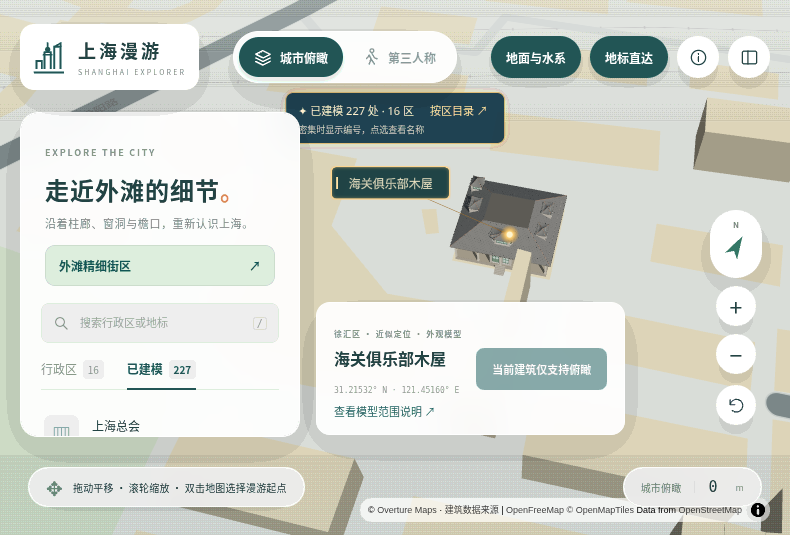 上海漫游
SHANGHAI EXPLORER
城市俯瞰
第三人称
地面与水系
地标直达
✦ 已建模 227 处 · 16 区 按区目录 ↗
密集时显示编号，点选查看名称
EXPLORE THE CITY
走近外滩的细节。
沿着柱廊、窗洞与檐口，重新认识上海。
外滩精细街区 ↗
搜索行政区或地标 /
行政区 16 已建模 227
上海总会
海关俱乐部木屋
N
徐汇区 · 近似定位 · 外观模型
海关俱乐部木屋
31.21532° N · 121.45160° E
查看模型范围说明 ↗
当前建筑仅支持俯瞰
拖动平移 · 滚轮缩放 · 双击地图选择漫游起点
城市俯瞰 0 m
© Overture Maps · 建筑数据来源 | OpenFreeMap © OpenMapTiles Data from OpenStreetMap